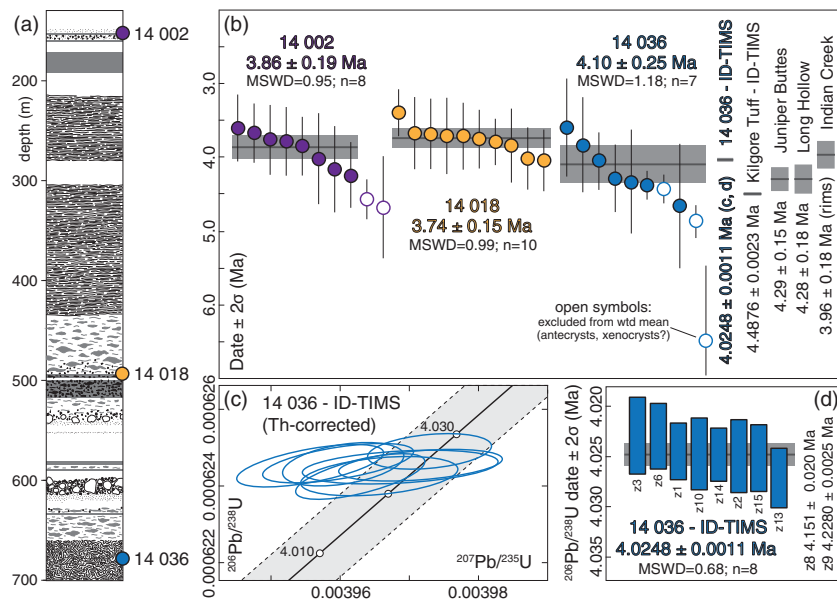 (a)
14 002
200
depth (m)
300
400
14 018
500
600
14 036
700
(b)
14 002
3.86 ± 0.19 Ma
MSWD=0.95; n=8
14 036
4.10 ± 0.25 Ma
MSWD=1.18; n=7
3.0
4.0
5.0
6.0
Date ± 2σ (Ma)
14 018
3.74 ± 0.15 Ma
MSWD=0.99; n=10
open symbols:
excluded from wtd mean
(antecrysts, xenocrysts?)
4.0248 ± 0.0011 Ma (c, d) | 14 036 - ID-TIMS
4.4876 ± 0.0023 Ma | Kilgore Tuff - ID-TIMS
4.29 ± 0.15 Ma Juniper Buttes
4.28 ± 0.18 Ma Long Hollow
3.96 ± 0.18 Ma (rims) Indian Creek
(c)
14 036 - ID-TIMS
(Th-corrected)
4.030
4.010
0.000626
0.000624
0.000622
206Pb/238U
207Pb/235U
0.00396
0.00398
(d)
4.020
4.025
4.030
4.035
206Pb/238U date ± 2σ (Ma)
z3
z6
z1
z10
z14
z2
z15
z13
14 036 - ID-TIMS
4.0248 ± 0.0011 Ma
MSWD=0.68; n=8
z8 4.151 ± 0.020 Ma
z9 4.2280 ± 0.0025 Ma